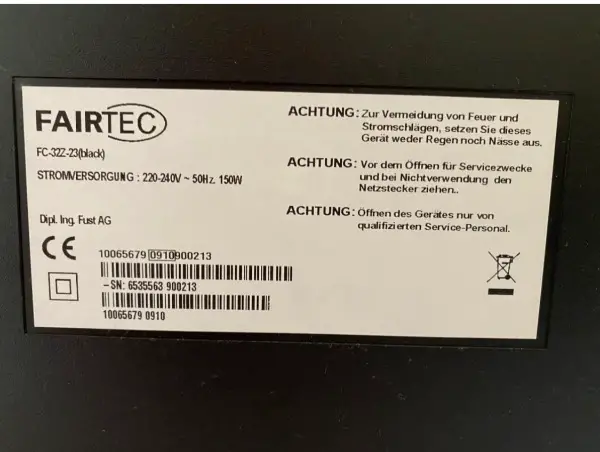 FAIRTEC
FC-32Z-23(black)
STROMVERSORGUNG : 220-240V ~ 50Hz. 150W
Dipl. Ing. Fust AG
CE
10065679 0910 900213
-SN: 6535563 900213
10065679 0910
ACHTUNG: Zur Vermeidung von Feuer und
Stromschlägen, setzen Sie dieses
Gerät weder Regen noch Nässe aus.
ACHTUNG: Vor dem Öffnen für Servicezwecke
und bei Nichtverwendung den
Netzstecker ziehen..
ACHTUNG: Öffnen des Gerätes nur von
qualifizierten Service-Personal.